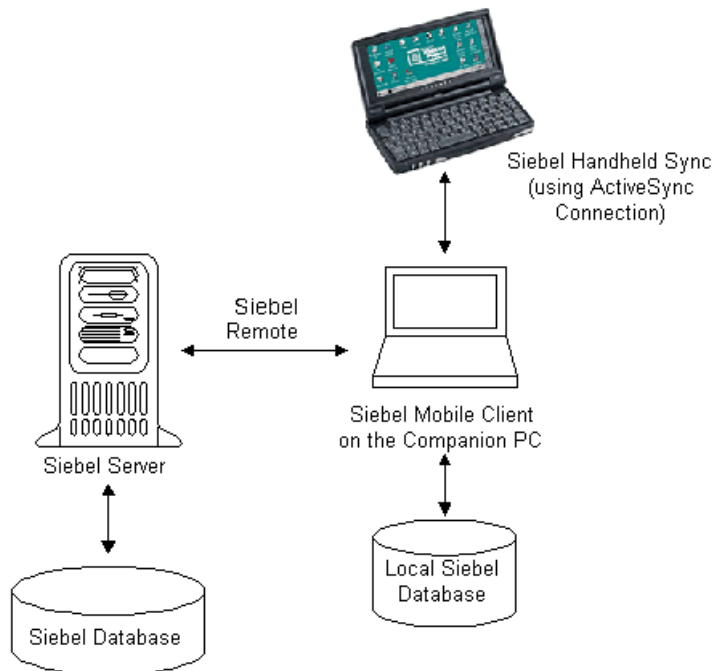 Siebel Handheld Sync
(using ActiveSync
Connection)
Siebel
Remote
Siebel Mobile Client
on the Companion PC
Siebel Server
Local Siebel
Database
Siebel Database